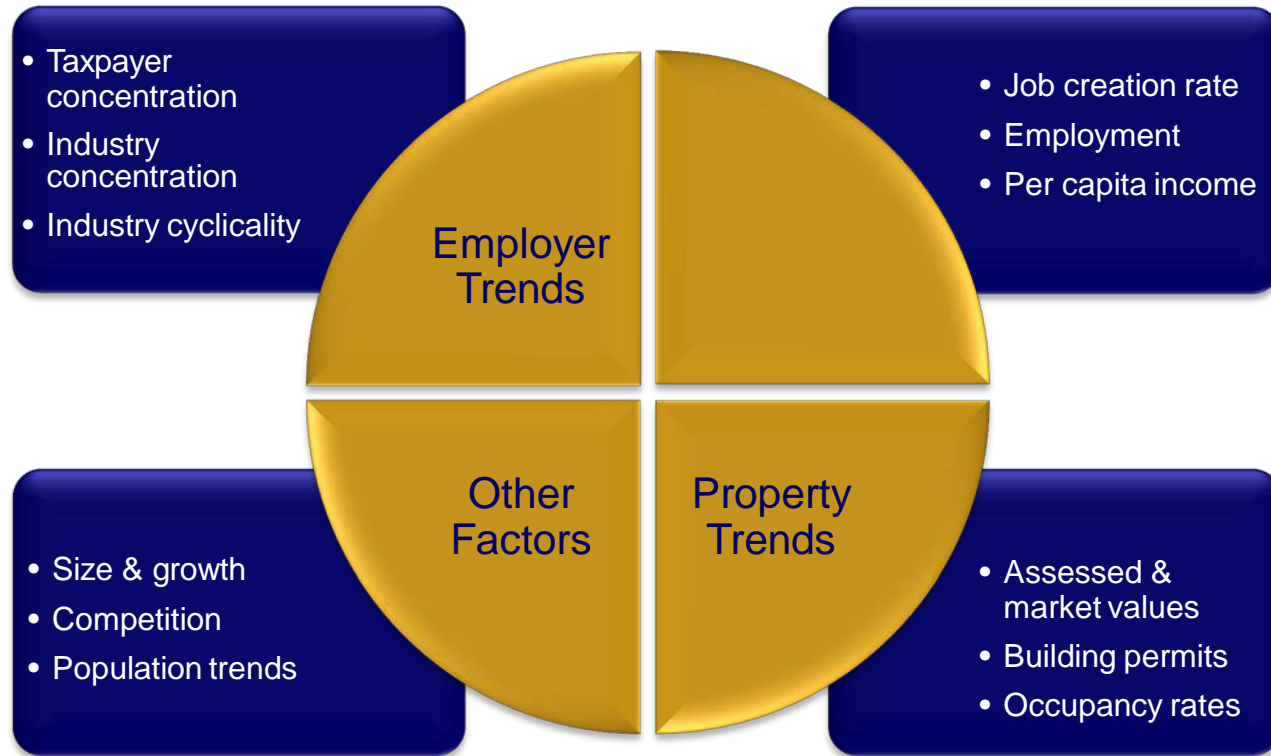 • Taxpayer
concentration
• Industry
concentration
• Industry cyclicality
• Job creation rate
• Employment
• Per capita income
Employer
Trends
Other
Factors
Property
Trends
• Size & growth
• Competition
• Population trends
• Assessed &
market values
• Building permits
• Occupancy rates